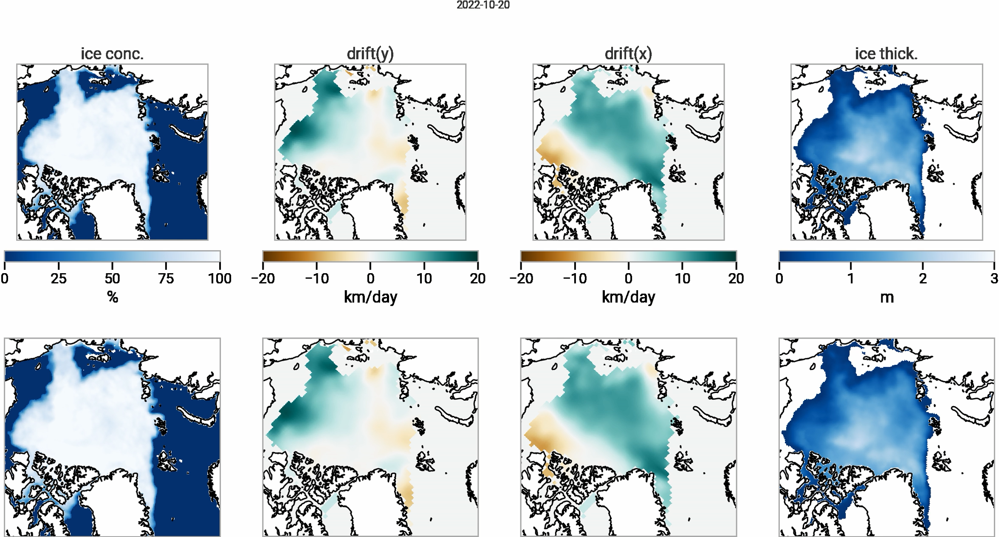 2022-10-20
ice conc.
drift(y)
drift(x)
ice thick.
0 25 50 75 100
−20 −10 0 10 20
−20 −10 0 10 20
0 1 2 3
%
km/day
km/day
m